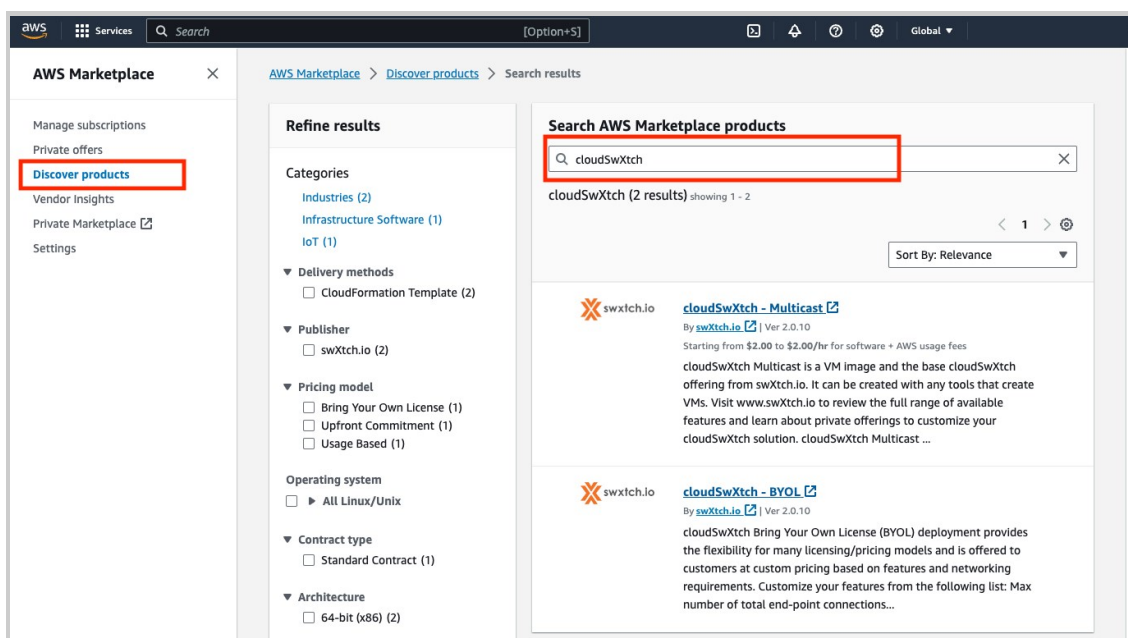 aws
Services
Search
[Option+S]
Global
AWS Marketplace
Manage subscriptions
Private offers
Discover products
Vendor Insights
Private Marketplace
Settings
AWS Marketplace > Discover products > Search results
Refine results
Categories
Industries (2)
Infrastructure Software (1)
IoT (1)
Delivery methods
CloudFormation Template (2)
Publisher
swXtch.io (2)
Pricing model
Bring Your Own License (1)
Upfront Commitment (1)
Usage Based (1)
Operating system
All Linux/Unix
Contract type
Standard Contract (1)
Architecture
64-bit (x86) (2)
Search AWS Marketplace products
cloudSwXtch
cloudSwXtch (2 results) showing 1 - 2
< 1 >
Sort By: Relevance
swxtch.io
cloudSwXtch - Multicast
By swXtch.io | Ver 2.0.10
Starting from $2.00 to $2.00/hr for software + AWS usage fees
cloudSwXtch Multicast is a VM image and the base cloudSwXtch
offering from swXtch.io. It can be created with any tools that create
VMs. Visit www.swXtch.io to review the full range of available
features and learn about private offerings to customize your
cloudSwXtch solution. cloudSwXtch Multicast ...
swxtch.io
cloudSwXtch - BYOL
By swXtch.io | Ver 2.0.10
cloudSwXtch Bring Your Own License (BYOL) deployment provides
the flexibility for many licensing/pricing models and is offered to
customers at custom pricing based on features and networking
requirements. Customize your features from the following list: Max
number of total end-point connections...